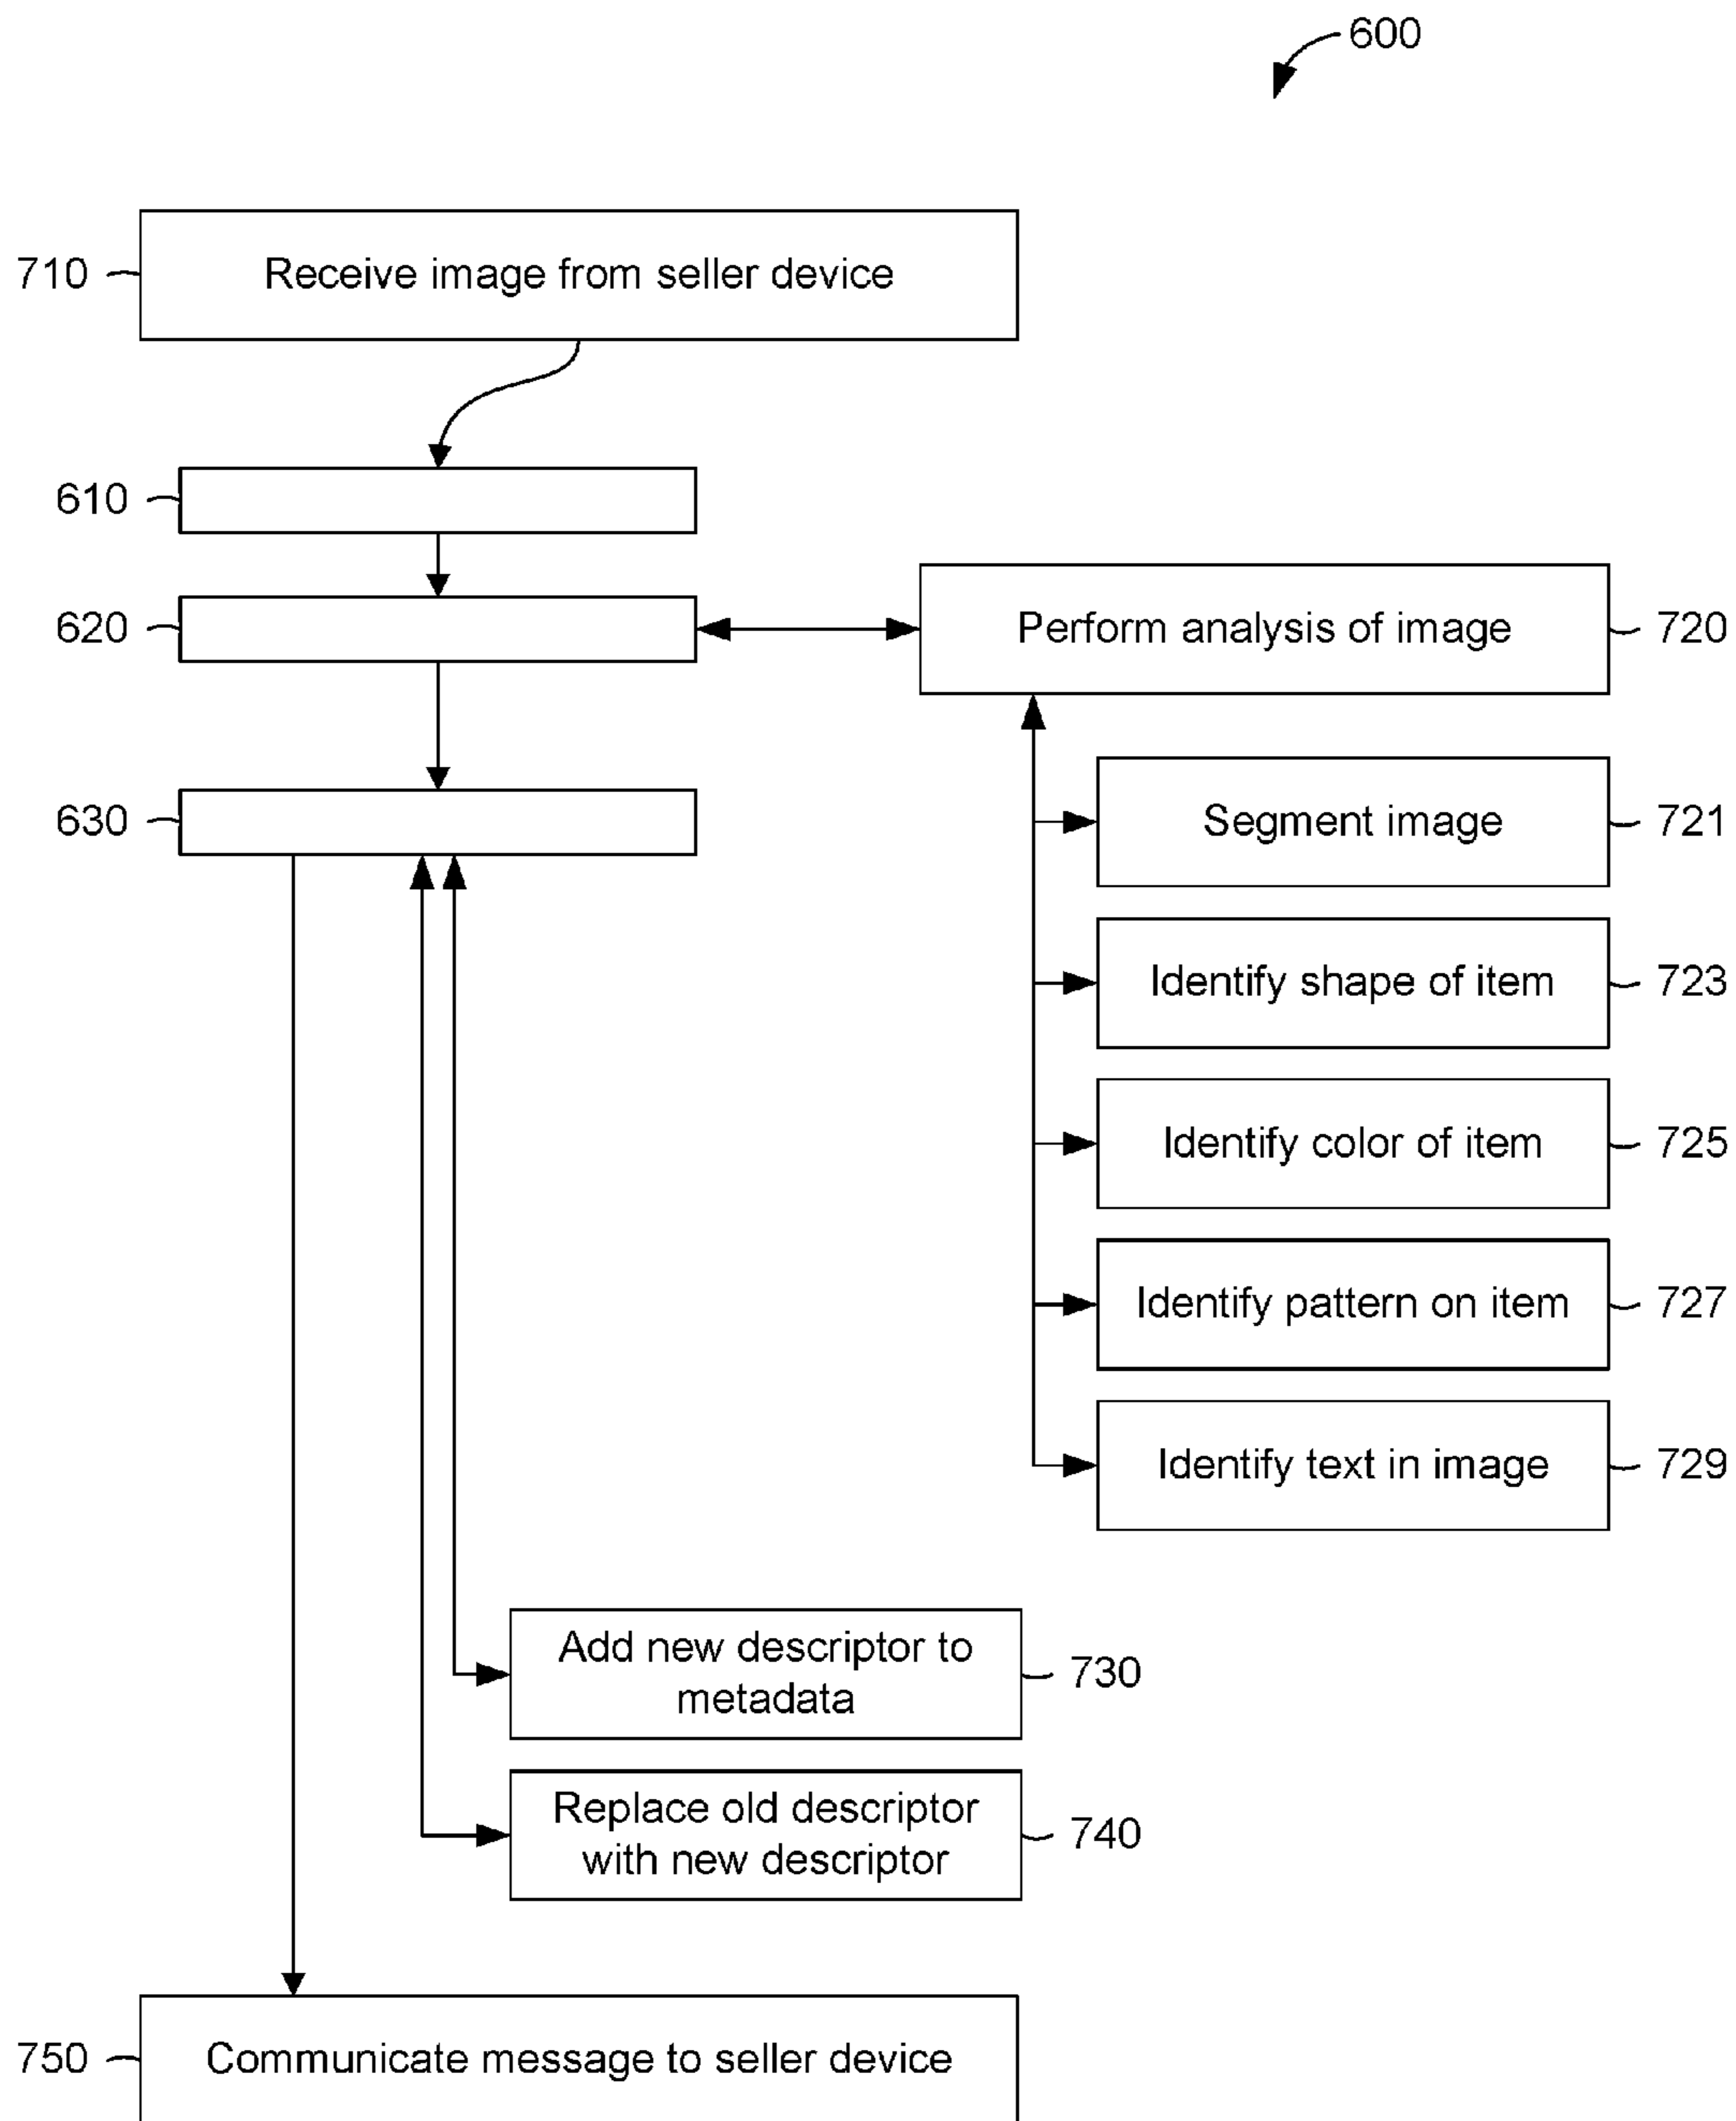 600
710
Receive image from seller device
610
620
Perform analysis of image
720
630
Segment image
721
Identify shape of item
723
Identify color of item
725
Identify pattern on item
727
Identify text in image
729
Add new descriptor to
metadata
730
Replace old descriptor
with new descriptor
740
750
Communicate message to seller device